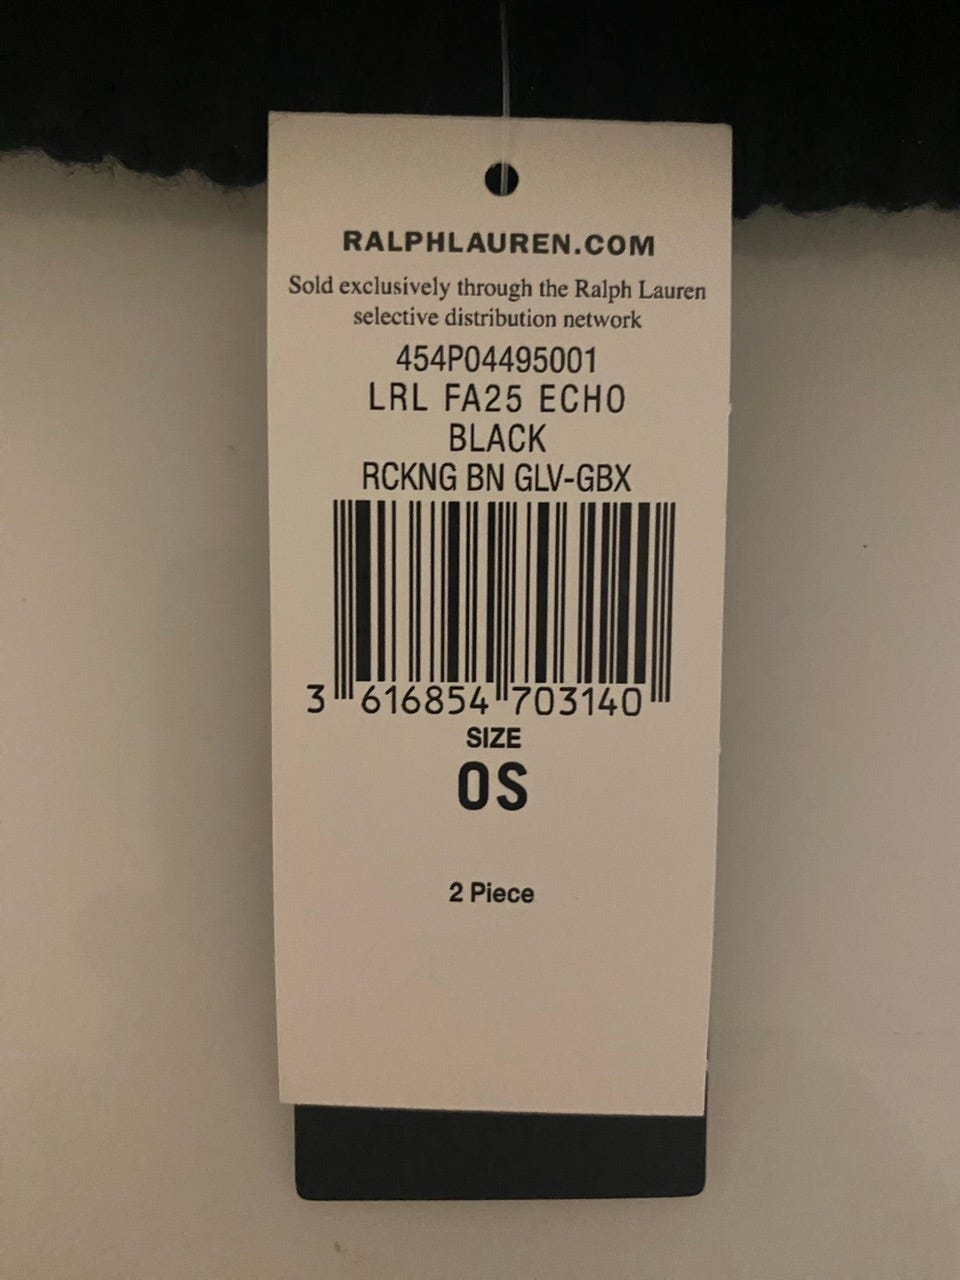 RALPHLAUREN.COM
Sold exclusively through the Ralph Lauren
selective distribution network
454P04495001
LRL FA25 ECHO
BLACK
RCKNG BN GLV-GBX
3 616854 703140
SIZE
OS
2 Piece